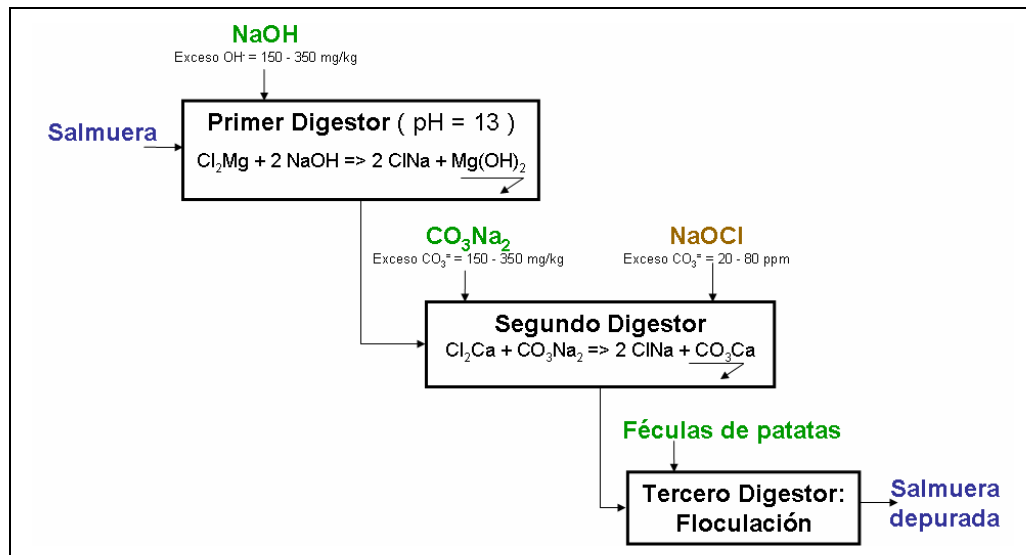 NaOH
Exceso OH⁻ = 150 - 350 mg/kg
Salmuera
Primer Digestor ( pH = 13 )
Cl₂Mg + 2 NaOH => 2 ClNa + Mg(OH)₂
CO₃Na₂
Exceso CO₃⁼ = 150 - 350 mg/kg
NaOCl
Exceso CO₃⁼ = 20 - 80 ppm
Segundo Digestor
Cl₂Ca + CO₃Na₂ => 2 ClNa + CO₃Ca
Féculas de patatas
Tercero Digestor:
Floculación
Salmuera
depurada